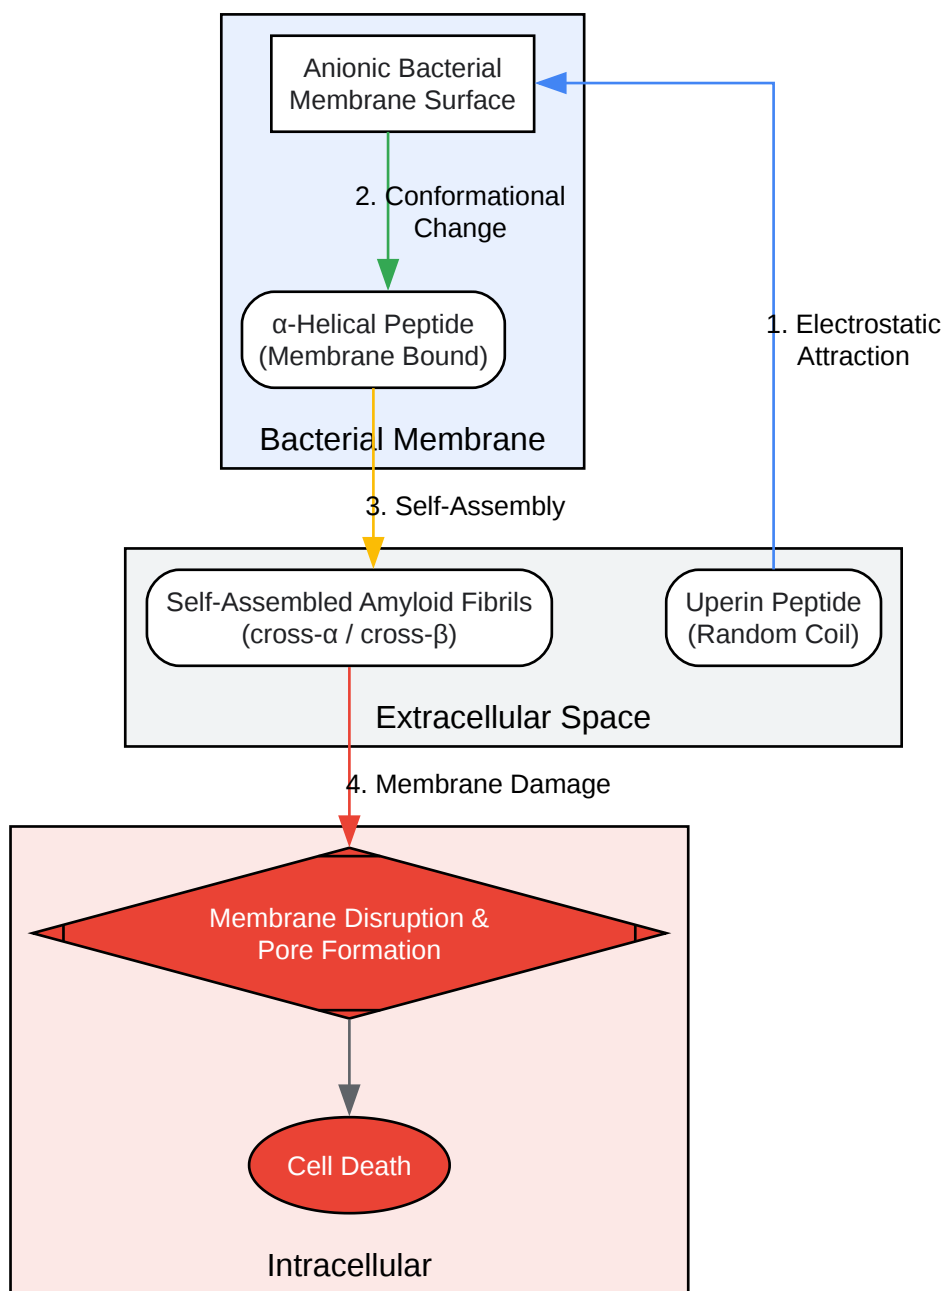 Anionic Bacterial
Membrane Surface
2. Conformational
Change
α-Helical Peptide
(Membrane Bound)
1. Electrostatic
Attraction
Bacterial Membrane
3. Self-Assembly
Self-Assembled Amyloid Fibrils
(cross-α / cross-β)
Uperin Peptide
(Random Coil)
Extracellular Space
4. Membrane Damage
Membrane Disruption &
Pore Formation
Cell Death
Intracellular